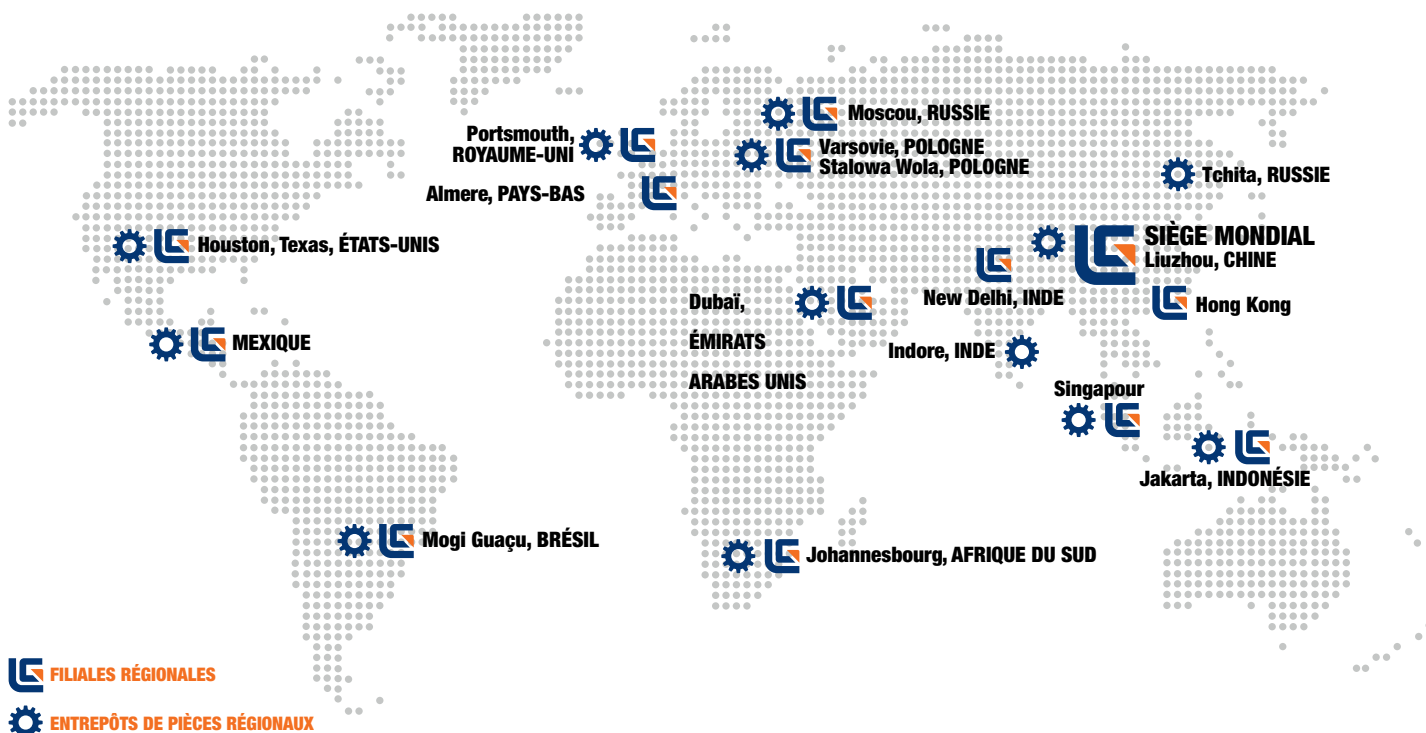 Moscou, RUSSIE
Portsmouth,
ROYAUME-UNI
Varsovie, POLOGNE
Stalowa Wola, POLOGNE
Tchita, RUSSIE
Almere, PAYS-BAS
Houston, Texas, ÉTATS-UNIS
SIÈGE MONDIAL
Liuzhou, CHINE
New Delhi, INDE
Hong Kong
Dubaï,
ÉMIRATS
ARABES UNIS
MEXIQUE
Indore, INDE
Singapour
Jakarta, INDONÉSIE
Mogi Guaçu, BRÉSIL
Johannesbourg, AFRIQUE DU SUD
FILIALES RÉGIONALES
ENTREPÔTS DE PIÈCES RÉGIONAUX